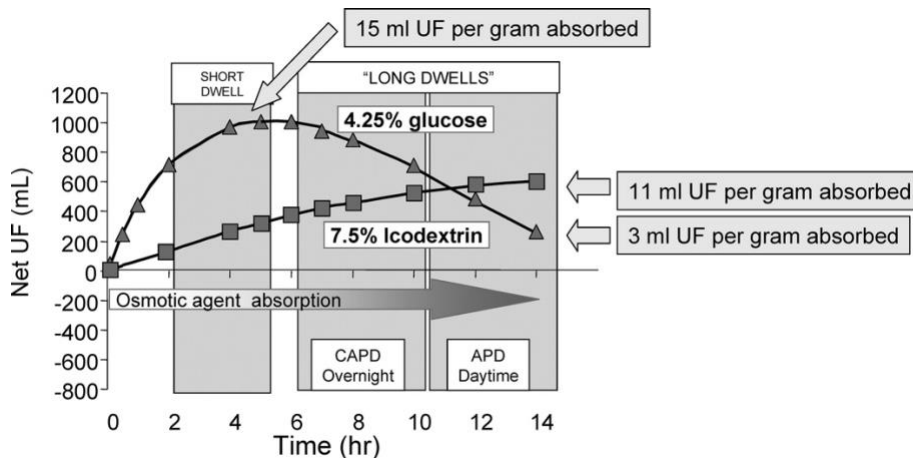 15 ml UF per gram absorbed
SHORT
DWELL
“LONG DWELLS”
1200
1000
800
600
400
200
0
-200
-400
-600
-800
Net UF (mL)
4.25% glucose
7.5% Icodextrin
11 ml UF per gram absorbed
3 ml UF per gram absorbed
Osmotic agent absorption
CAPD
Overnight
APD
Daytime
0 2 4 6 8 10 12 14
Time (hr)